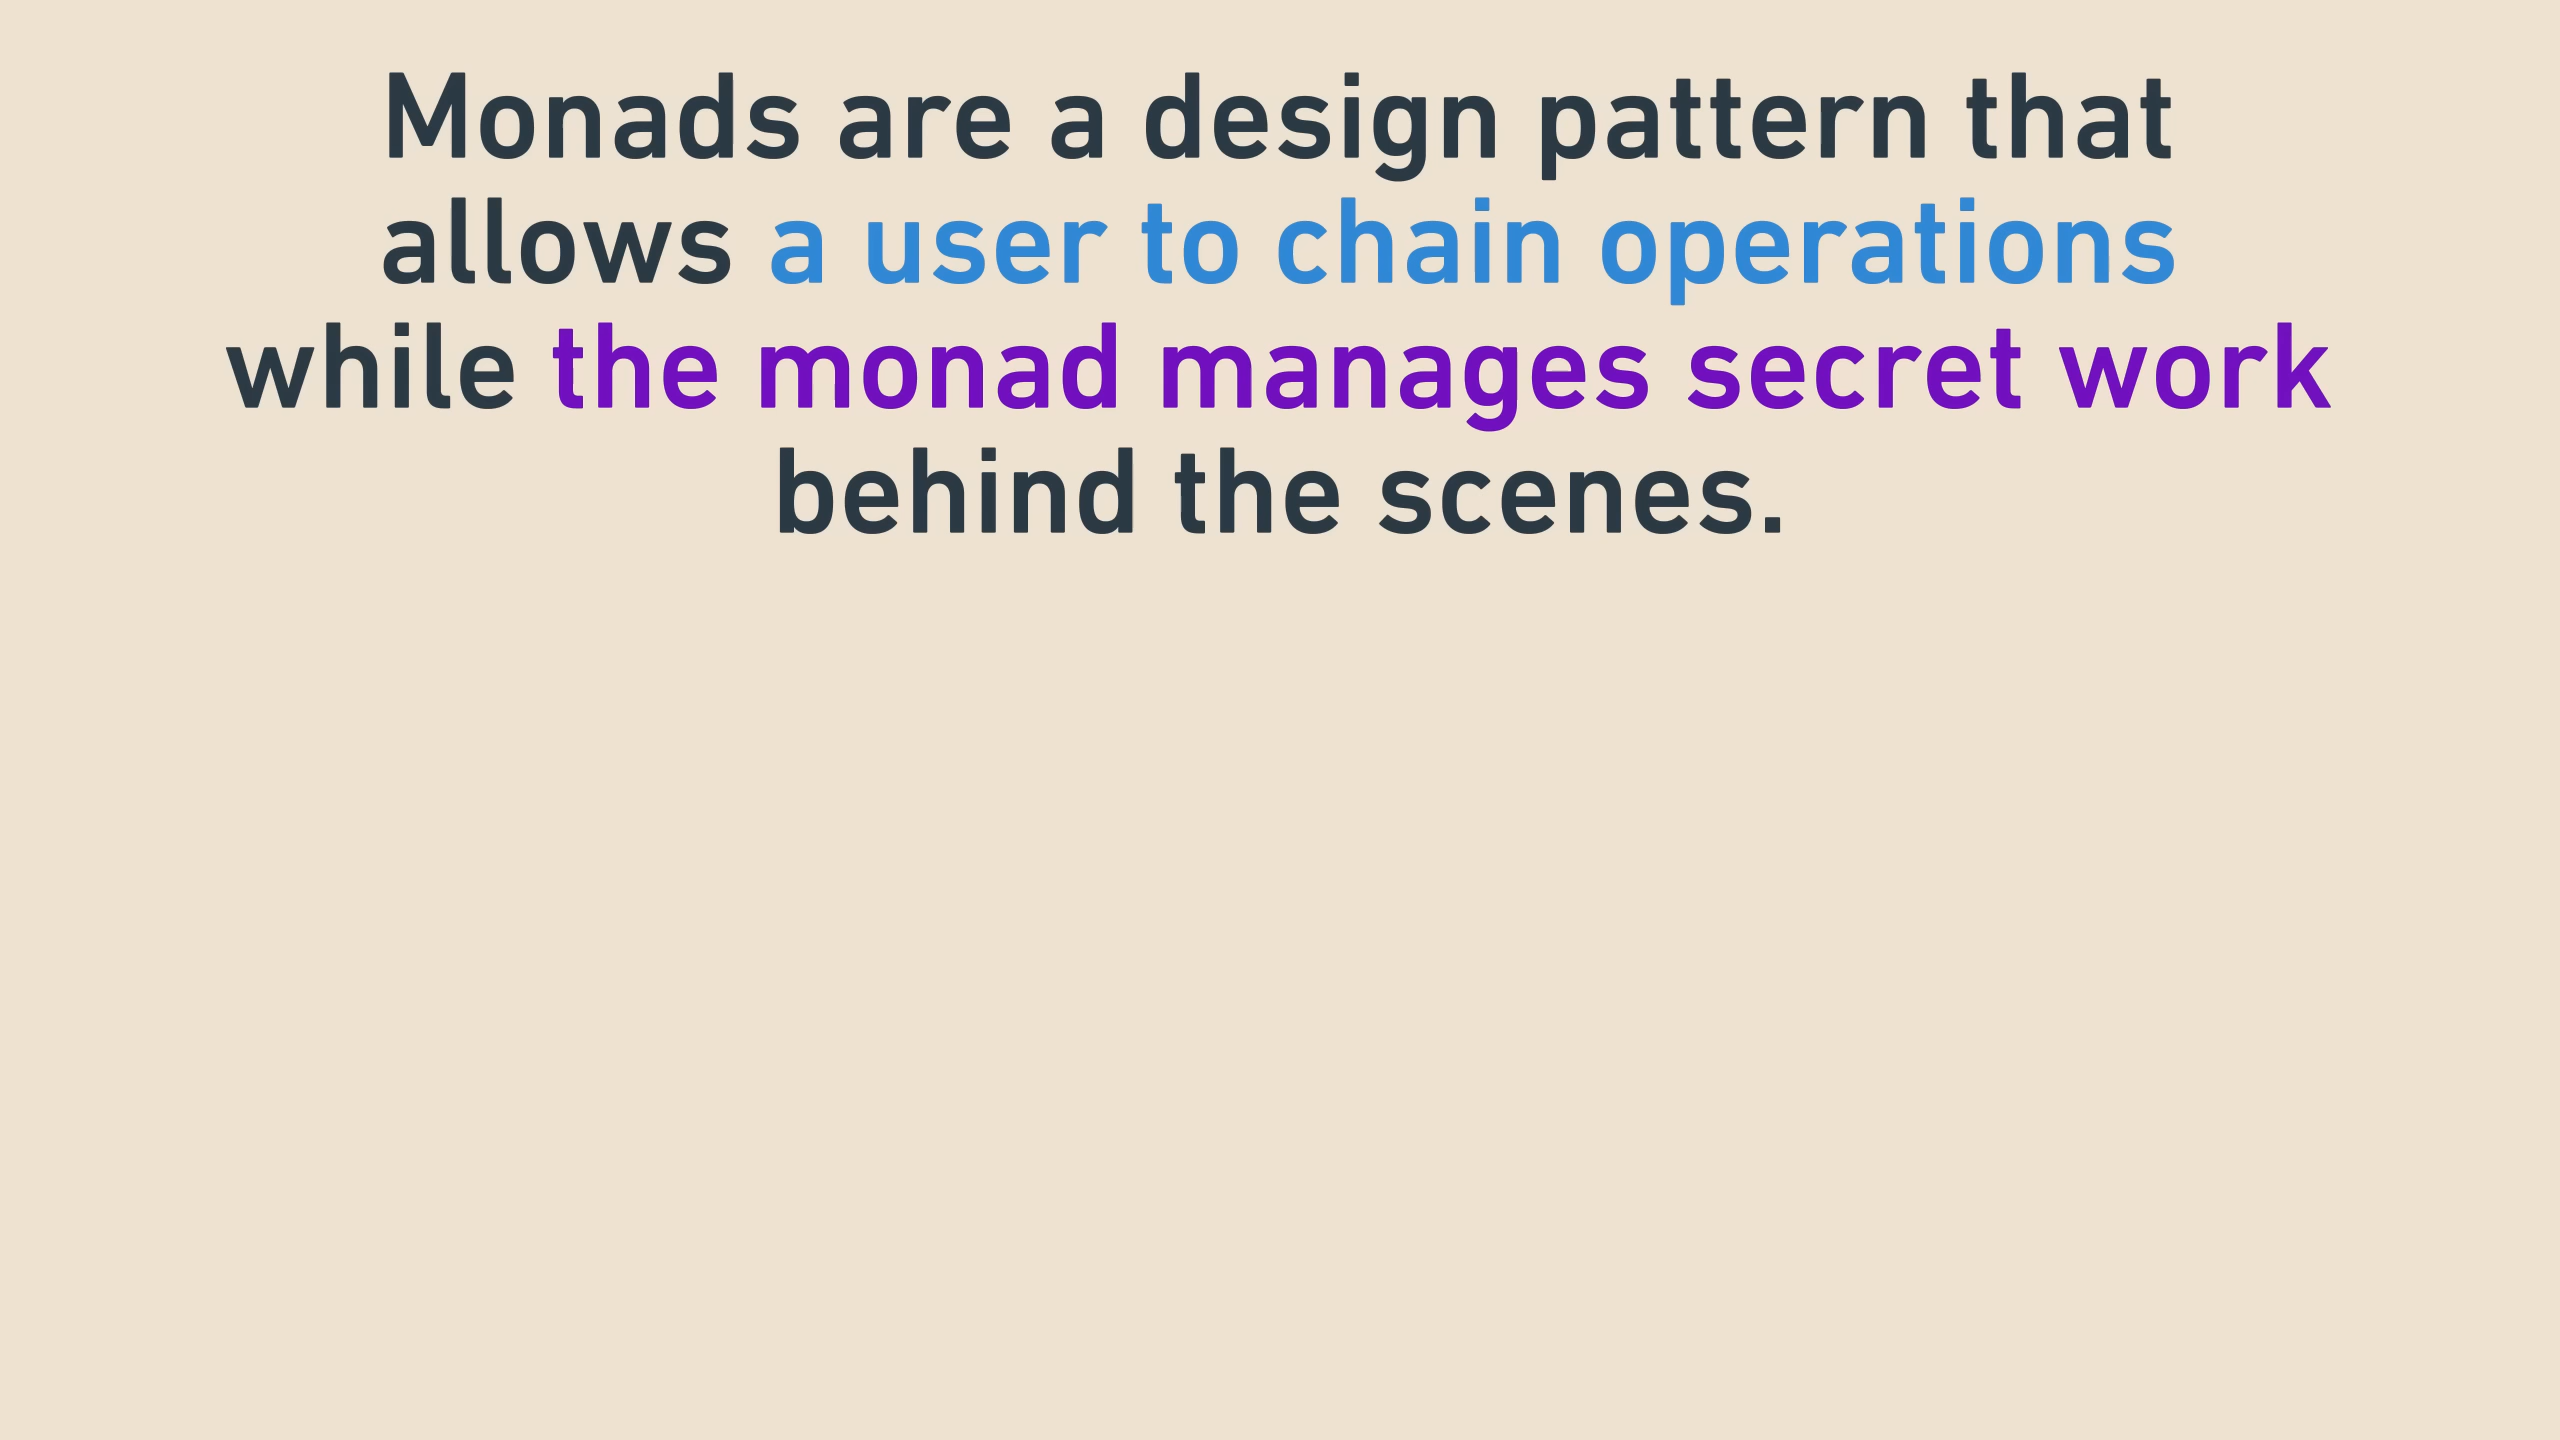 Monads are a design pattern that
allows a user to chain operations
while the monad manages secret work
behind the scenes.